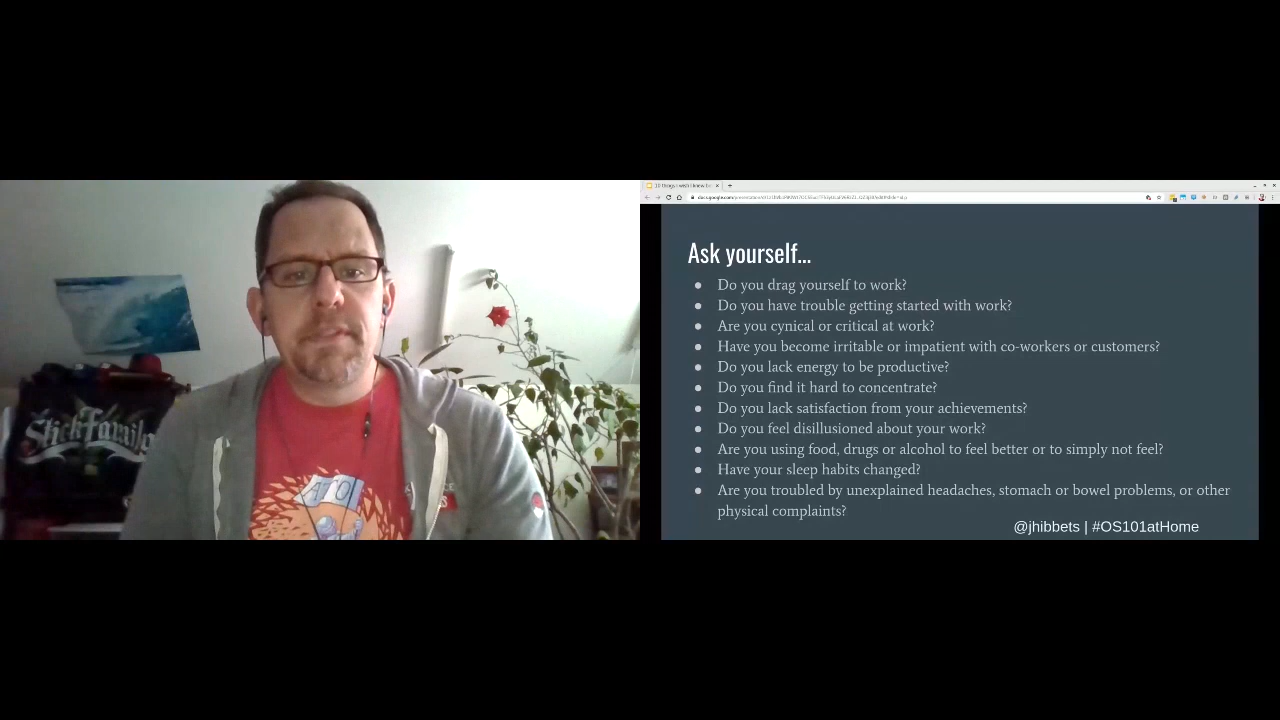 StickFamily
10 things I wish I knew
Ask yourself...
● Do you drag yourself to work?
● Do you have trouble getting started with work?
● Are you cynical or critical at work?
● Have you become irritable or impatient with co-workers or customers?
● Do you lack energy to be productive?
● Do you find it hard to concentrate?
● Do you lack satisfaction from your achievements?
● Do you feel disillusioned about your work?
● Are you using food, drugs or alcohol to feel better or to simply not feel?
● Have your sleep habits changed?
● Are you troubled by unexplained headaches, stomach or bowel problems, or other
physical complaints?
@jhibbets | #OS101atHome